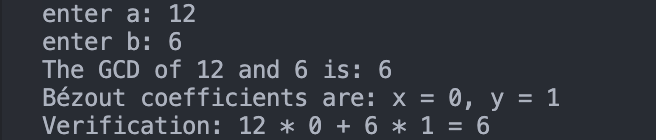 enter a: 12
enter b: 6
The GCD of 12 and 6 is: 6
Bézout coefficients are: x = 0, y = 1
Verification: 12 * 0 + 6 * 1 = 6